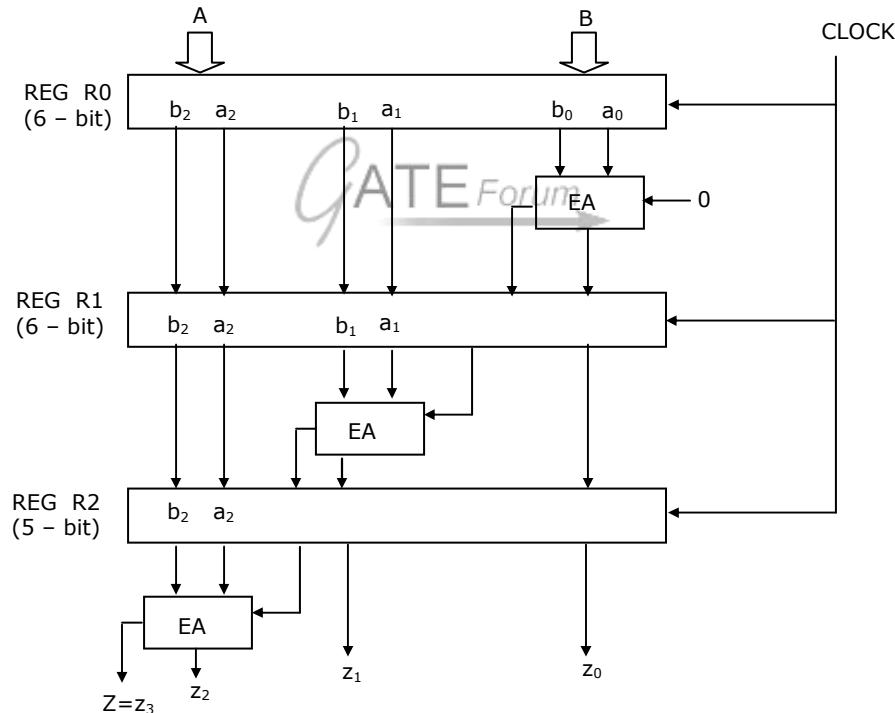 A B
CLOCK
REG R0
(6 – bit)
b₂ a₂ b₁ a₁ b₀ a₀
GATE Forum
EA 0
REG R1
(6 – bit)
b₂ a₂ b₁ a₁
EA
REG R2
(5 – bit)
b₂ a₂
EA
Z=z₃ z₂ z₁ z₀